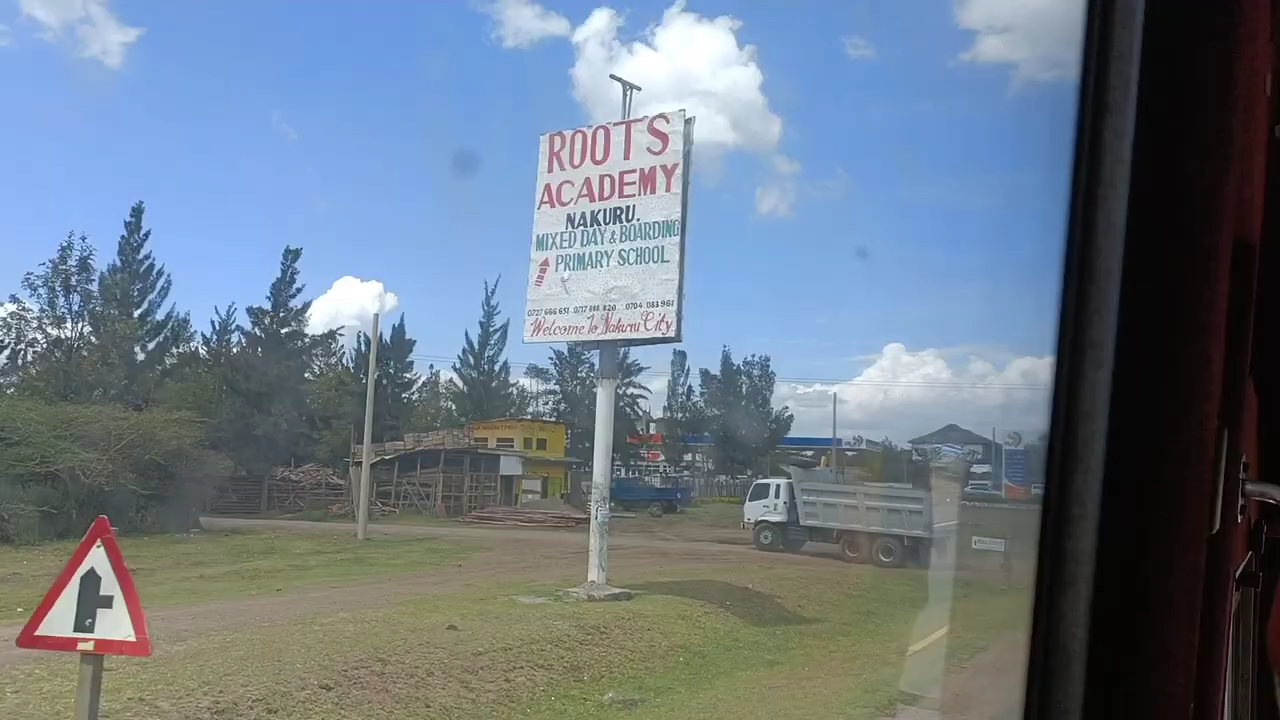 ROOTS
ACADEMY
NAKURU.
MIXED DAY & BOARDING
PRIMARY SCHOOL
0727 666 651 0717 888 820 0704 083 961
Welcome To Nakuru City